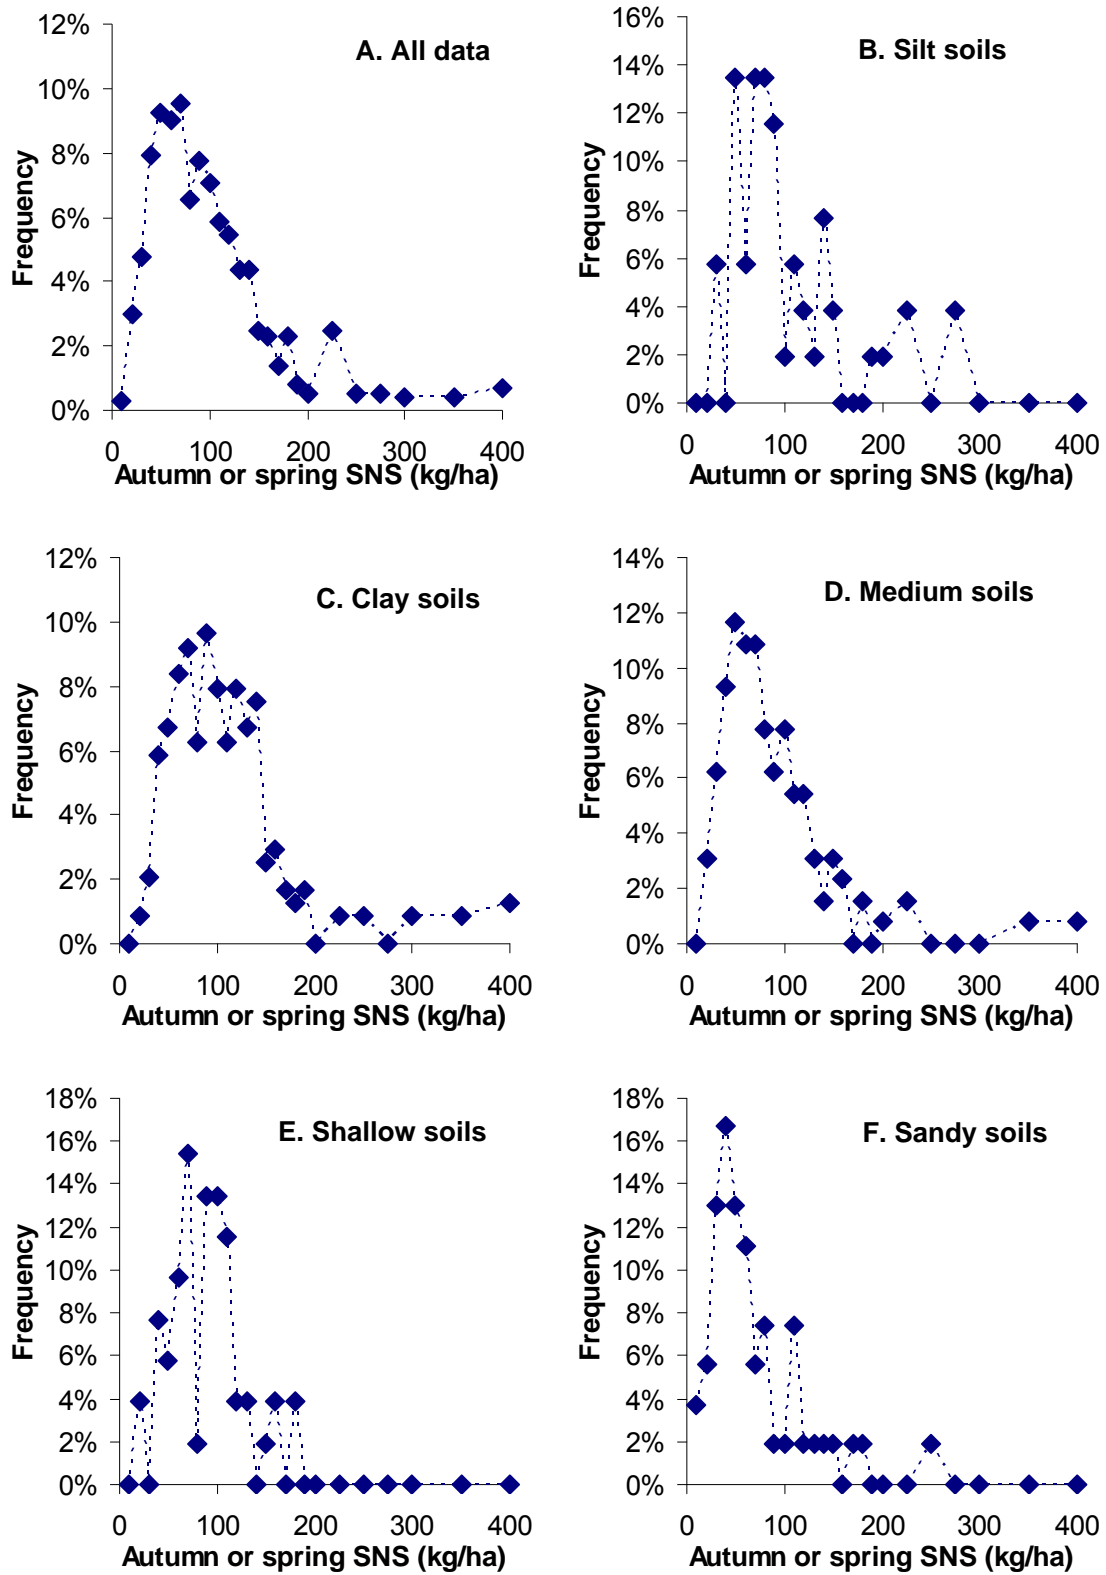 A. All data
12%
10%
8%
6%
4%
2%
0%
Frequency
0 100 200 300 400
Autumn or spring SNS (kg/ha)
B. Silt soils
16%
14%
12%
10%
8%
6%
4%
2%
0%
Frequency
0 100 200 300 400
Autumn or spring SNS (kg/ha)
C. Clay soils
12%
10%
8%
6%
4%
2%
0%
Frequency
0 100 200 300 400
Autumn or spring SNS (kg/ha)
D. Medium soils
14%
12%
10%
8%
6%
4%
2%
0%
Frequency
0 100 200 300 400
Autumn or spring SNS (kg/ha)
E. Shallow soils
18%
16%
14%
12%
10%
8%
6%
4%
2%
0%
Frequency
0 100 200 300 400
Autumn or spring SNS (kg/ha)
F. Sandy soils
18%
16%
14%
12%
10%
8%
6%
4%
2%
0%
Frequency
0 100 200 300 400
Autumn or spring SNS (kg/ha)